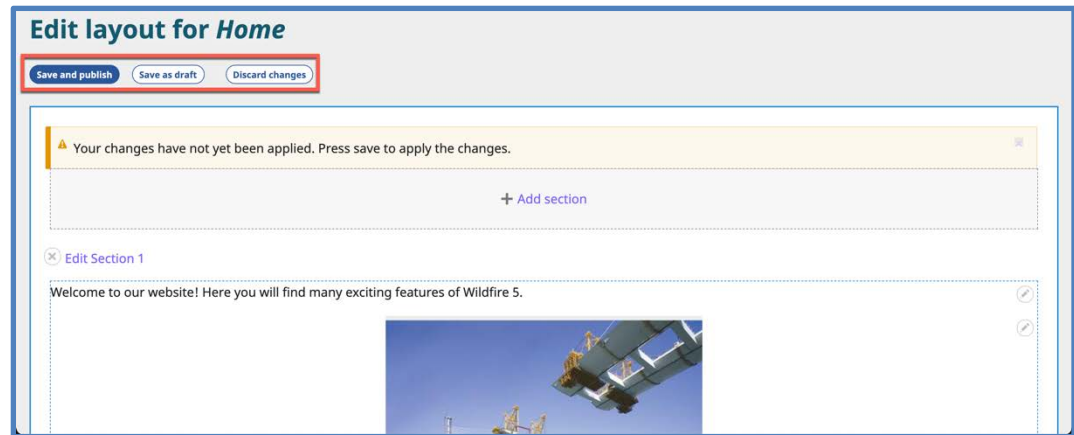 Edit layout for Home
Save and publish Save as draft Discard changes
Your changes have not yet been applied. Press save to apply the changes.
+ Add section
Edit Section 1
Welcome to our website! Here you will find many exciting features of Wildfire 5.